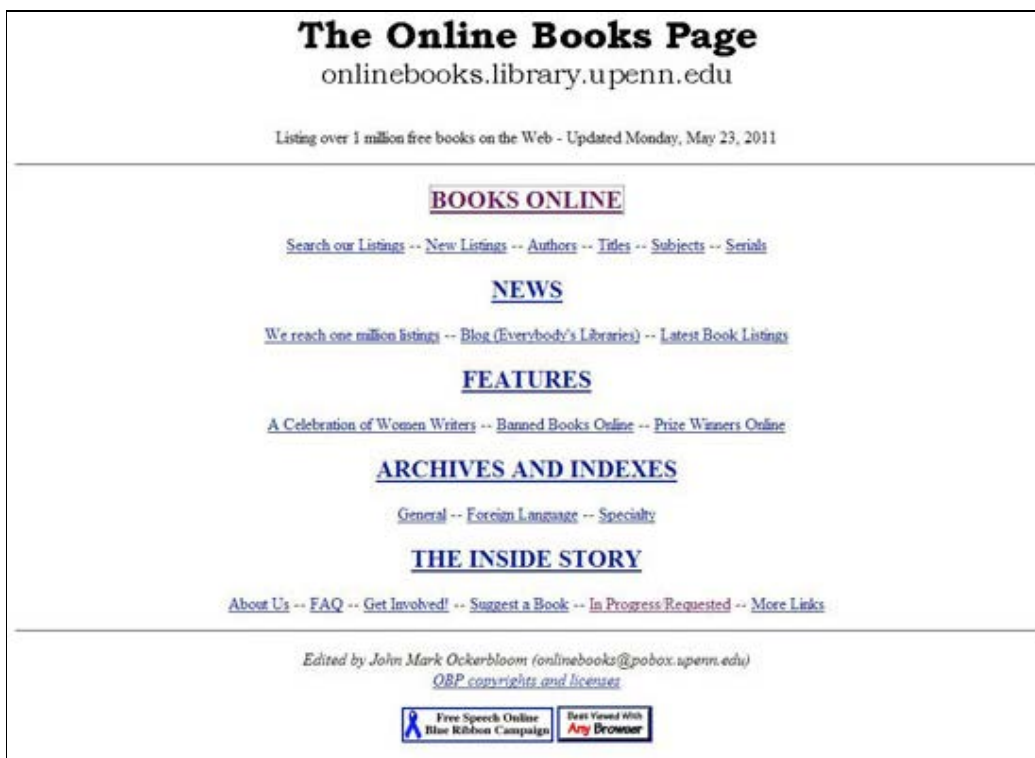 The Online Books Page
onlinebooks.library.upenn.edu
Listing over 1 million free books on the Web - Updated Monday, May 23, 2011
BOOKS ONLINE
Search our Listings -- New Listings -- Authors -- Titles -- Subjects -- Serials
NEWS
We reach one million listings -- Blog (Everybody's Libraries) -- Latest Book Listings
FEATURES
A Celebration of Women Writers -- Banned Books Online -- Prize Winners Online
ARCHIVES AND INDEXES
General -- Foreign Language -- Specialty
THE INSIDE STORY
About Us -- FAQ -- Get Involved! -- Suggest a Book -- In Progress/Requested -- More Links
Edited by John Mark Ockerbloom (onlinebooks@pobox.upenn.edu)
OBP copyrights and licenses
Free Speech Online
Blue Ribbon Campaign
Best Viewed With
Any Browser